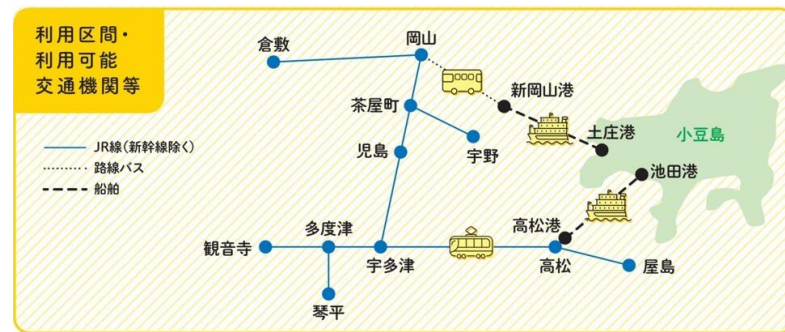 利用区間・
利用可能
交通機関等
倉敷
岡山
新岡山港
茶屋町
土庄港
小豆島
JR線(新幹線除く)
路線バス
船舶
児島
宇野
池田港
高松港
観音寺
多度津
宇多津
高松
屋島
琴平